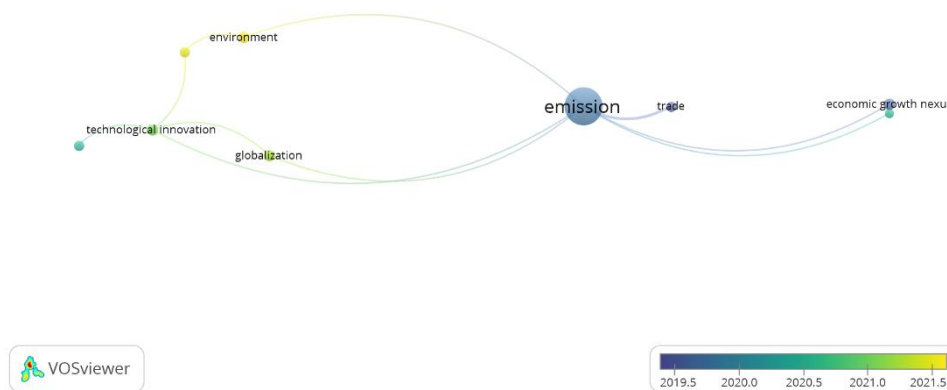 environment
emission
trade
economic growth nexu
technological innovation
globalization
VOSviewer
2019.5 2020.0 2020.5 2021.0 2021.5